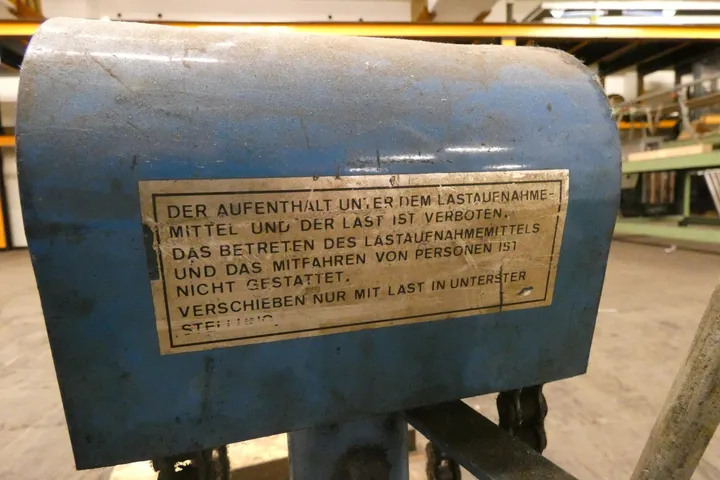 DER AUFENTHALT UNTER DEM LASTAUFNAHME-
MITTEL UND DER LAST IST VERBOTEN.
DAS BETRETEN DES LASTAUFNAHMEMITTELS
UND DAS MITFAHREN VON PERSONEN IST
NICHT GESTATTET.
VERSCHIEBEN NUR MIT LAST IN UNTERSTER
STELLUNG.